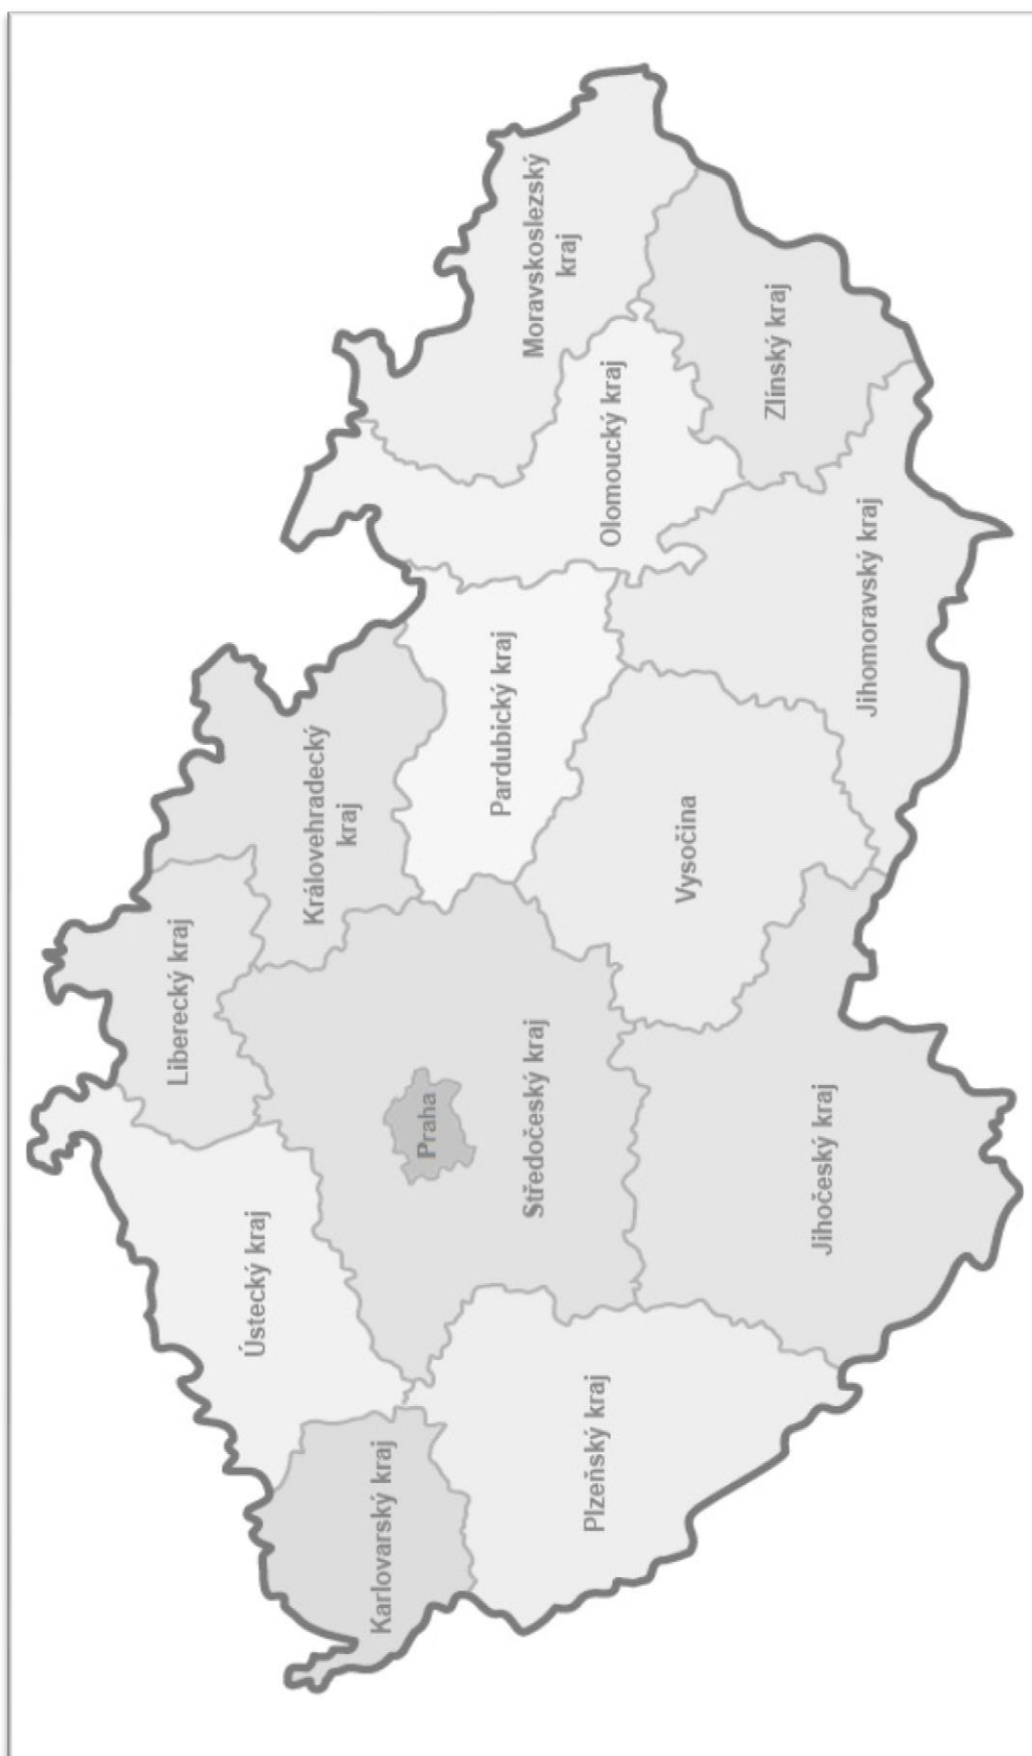 Karlovarský kraj
Ústecký kraj
Liberecký kraj
Královehradecký
kraj
Praha
Středočeský kraj
Plzeňský kraj
Jihočeský kraj
Vysočina
Pardubický kraj
Olomoucký kraj
Moravskoslezský
kraj
Zlínský kraj
Jihomoravský kraj